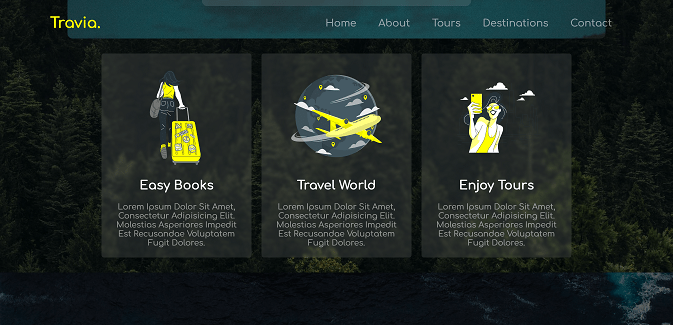 Travia.
Home
About
Tours
Destinations
Contact
Easy Books
Lorem Ipsum Dolor Sit Amet,
Consectetur Adipisicing Elit.
Molestias Asperiores Impedit
Est Recusandae Voluptatem
Fugit Dolores.
Travel World
Lorem Ipsum Dolor Sit Amet,
Consectetur Adipisicing Elit.
Molestias Asperiores Impedit
Est Recusandae Voluptatem
Fugit Dolores.
Enjoy Tours
Lorem Ipsum Dolor Sit Amet,
Consectetur Adipisicing Elit.
Molestias Asperiores Impedit
Est Recusandae Voluptatem
Fugit Dolores.